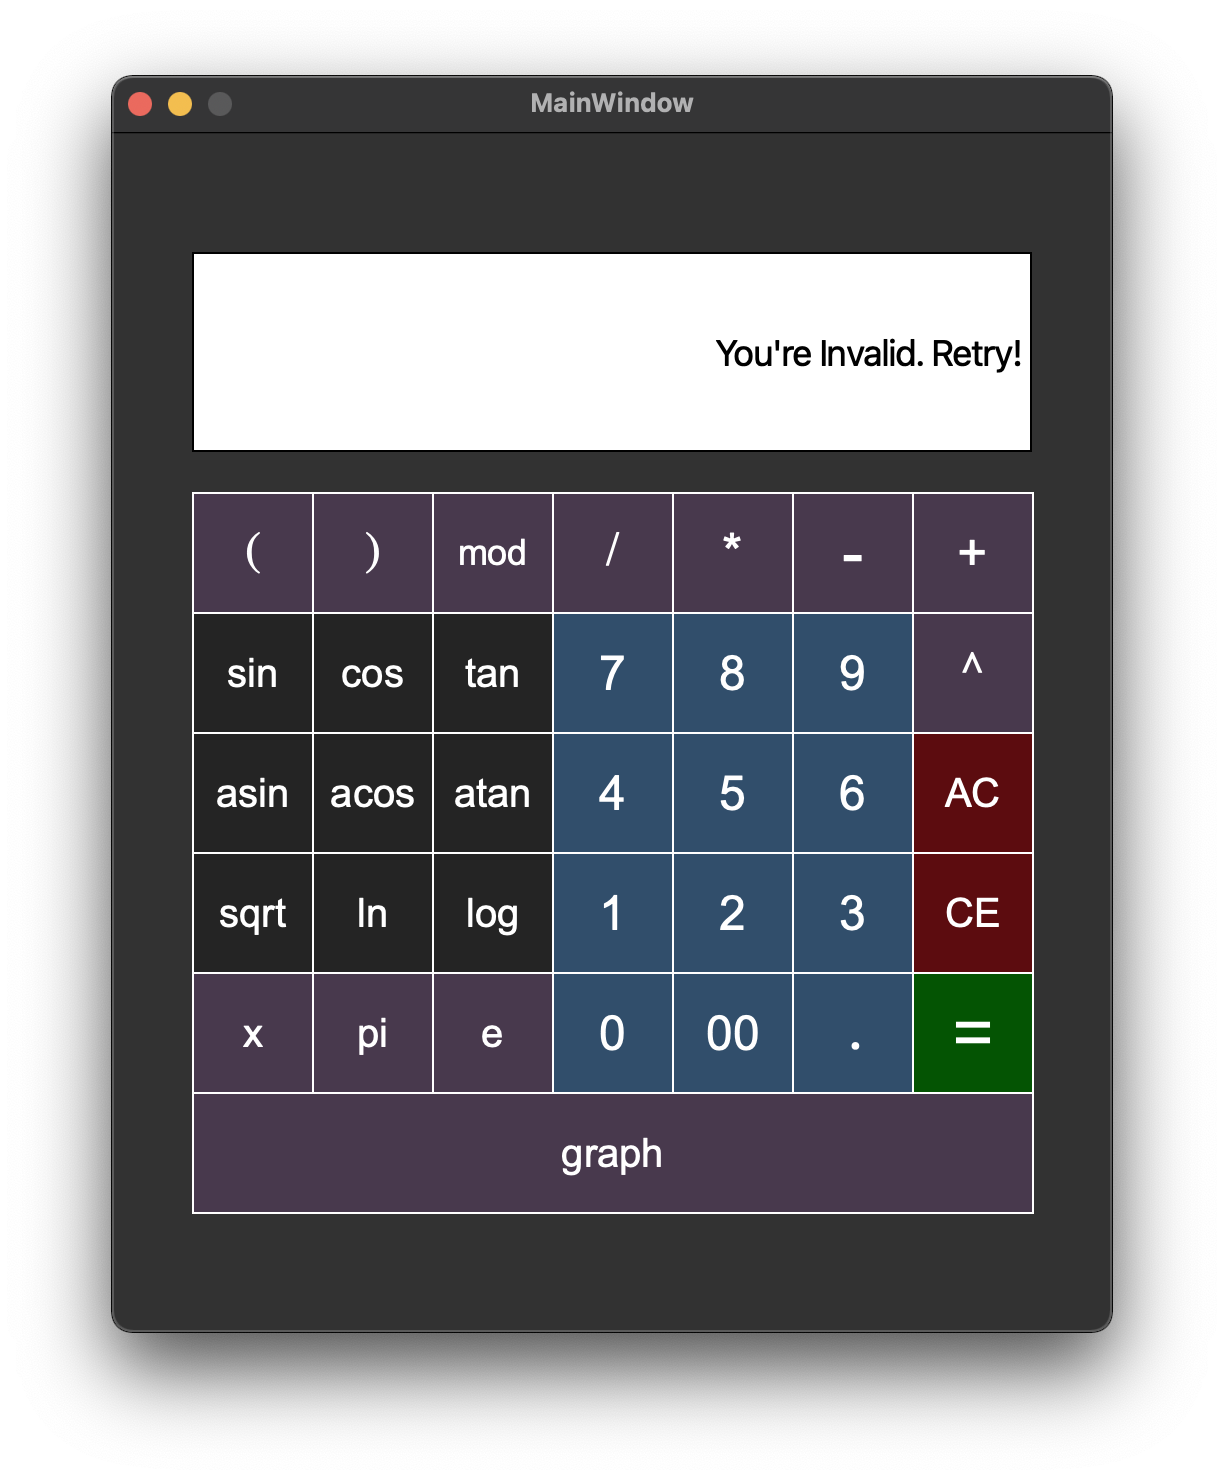 MainWindow
You're Invalid. Retry!
( ) mod / * - +
sin cos tan 7 8 9 ^
asin acos atan 4 5 6 AC
sqrt ln log 1 2 3 CE
x pi e 0 00 . =
graph